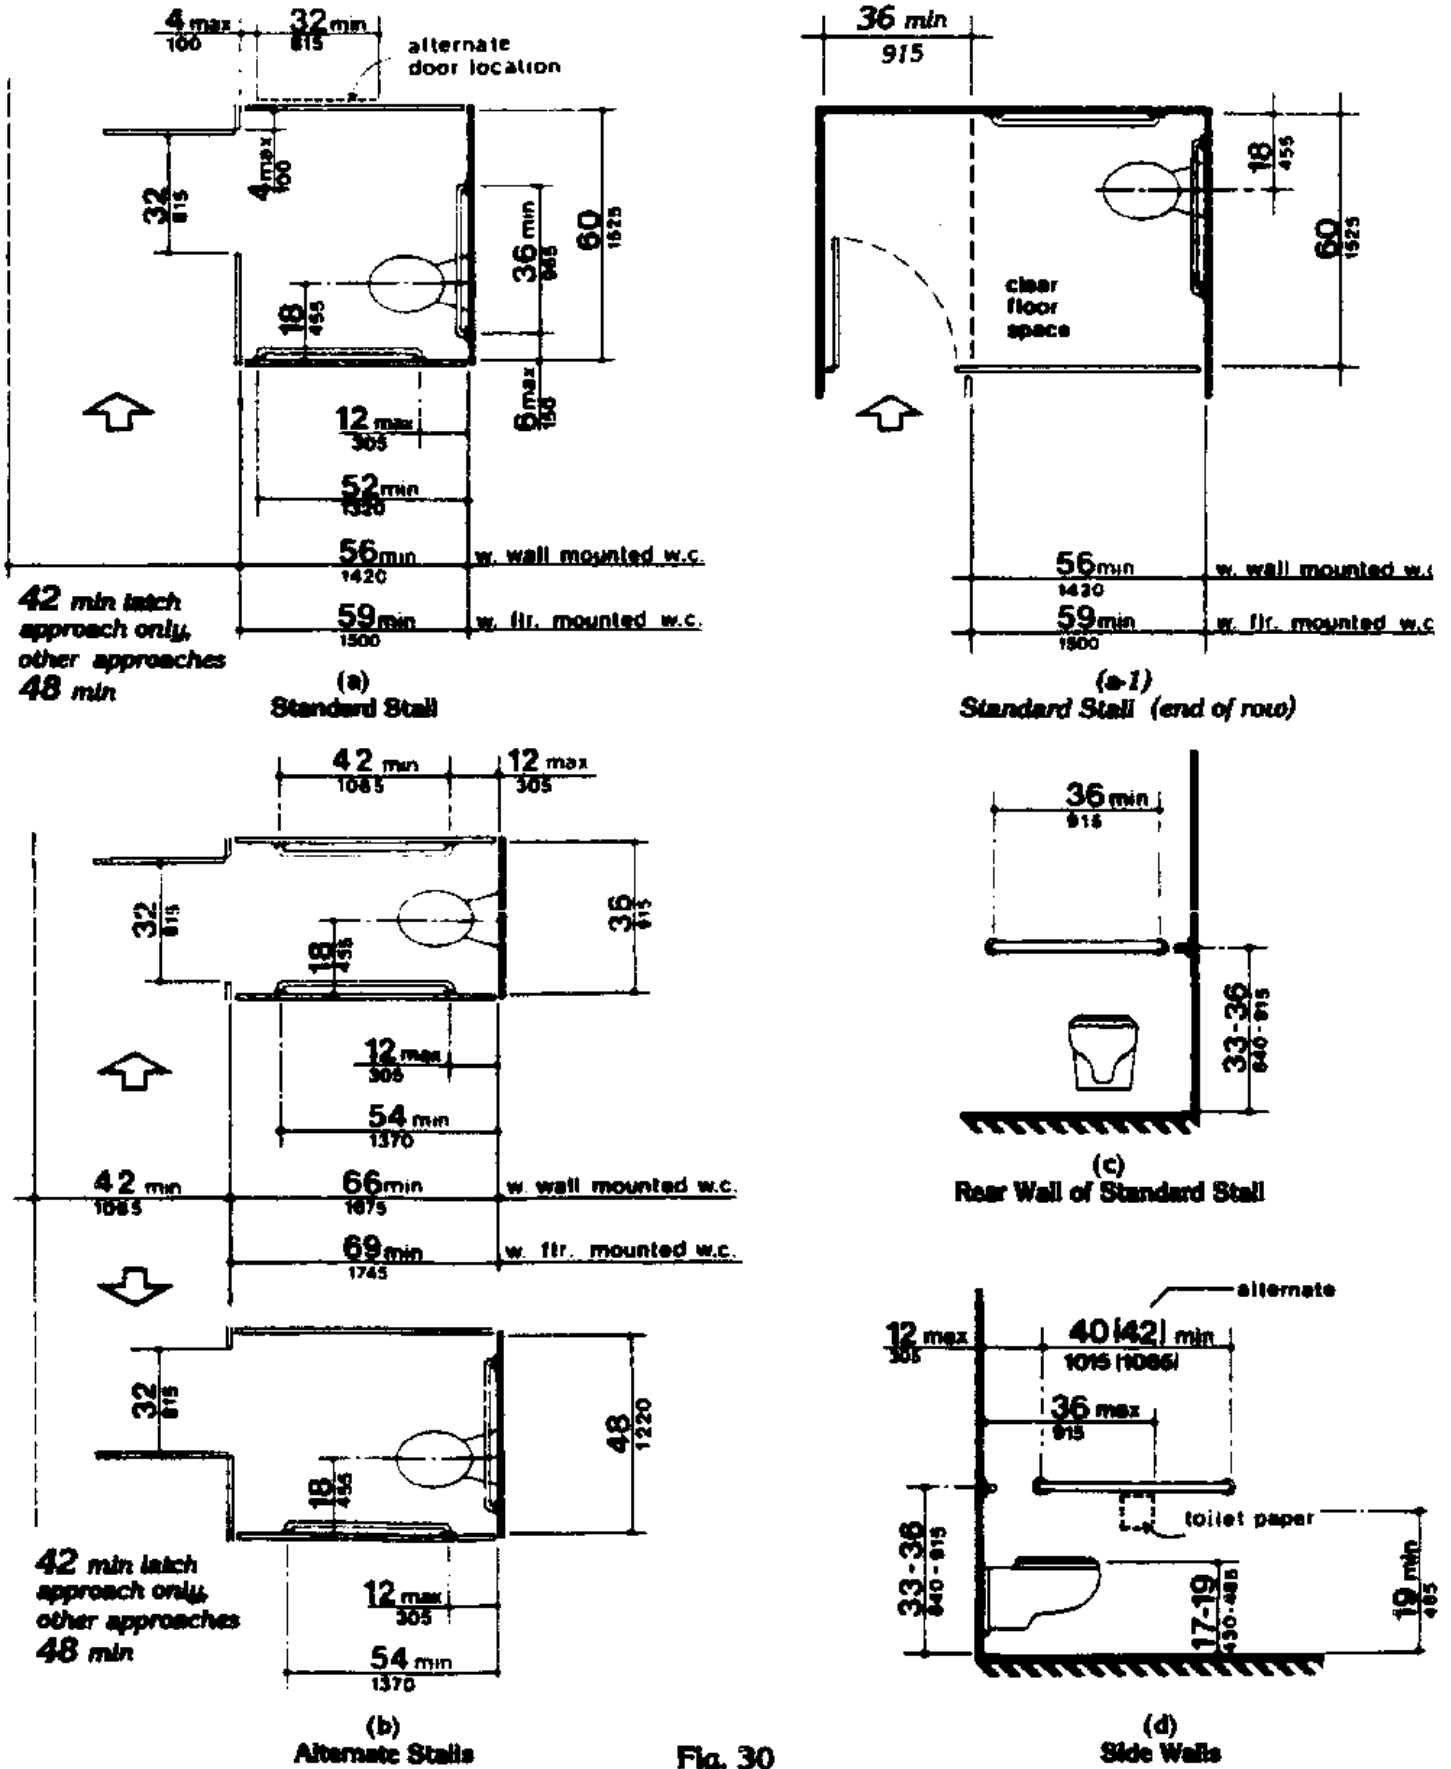 4 max
100
32 min
815
alternate
door location
32
815
4 max
100
18
455
36 min
60
1525
6 max
150
12 max
305
52 min
1320
56 min
1420
w. wall mounted w.c.
59 min
1500
w. flr. mounted w.c.
42 min latch
approach only,
other approaches
48 min
(a)
Standard Stall
36 min
915
18
455
60
1525
clear
floor
space
56 min
1420
w. wall mounted w.c
59 min
1500
w. flr. mounted w.c
(a-1)
Standard Stall (end of row)
42 min
1065
12 max
305
32
815
18
455
36
915
12 max
305
54 min
1370
42 min
1065
66 min
1675
w. wall mounted w.c.
69 min
1745
w. flr. mounted w.c.
32
815
18
455
48
1220
12 max
305
54 min
1370
42 min latch
approach only,
other approaches
48 min
(b)
Alternate Stalls
36 min
915
33-36
840-915
(c)
Rear Wall of Standard Stall
alternate
12 max
305
40 (42) min
1015 (1065)
36 max
915
toilet paper
33-36
840-915
17-19
430-485
19 min
485
(d)
Side Walls
Fig. 30